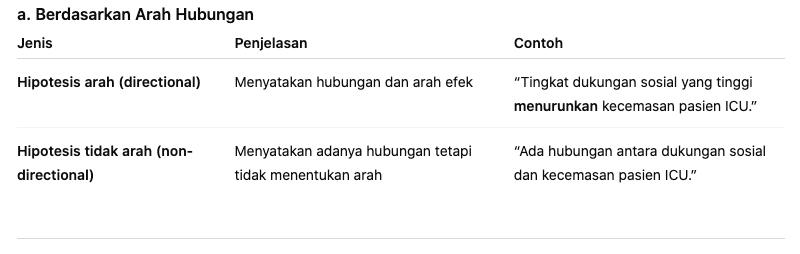 a. Berdasarkan Arah Hubungan
Jenis Penjelasan Contoh
Hipotesis arah (directional) Menyatakan hubungan dan arah efek “Tingkat dukungan sosial yang tinggi
menurunkan kecemasan pasien ICU.”
Hipotesis tidak arah (non- Menyatakan adanya hubungan tetapi “Ada hubungan antara dukungan sosial
directional) tidak menentukan arah dan kecemasan pasien ICU.”